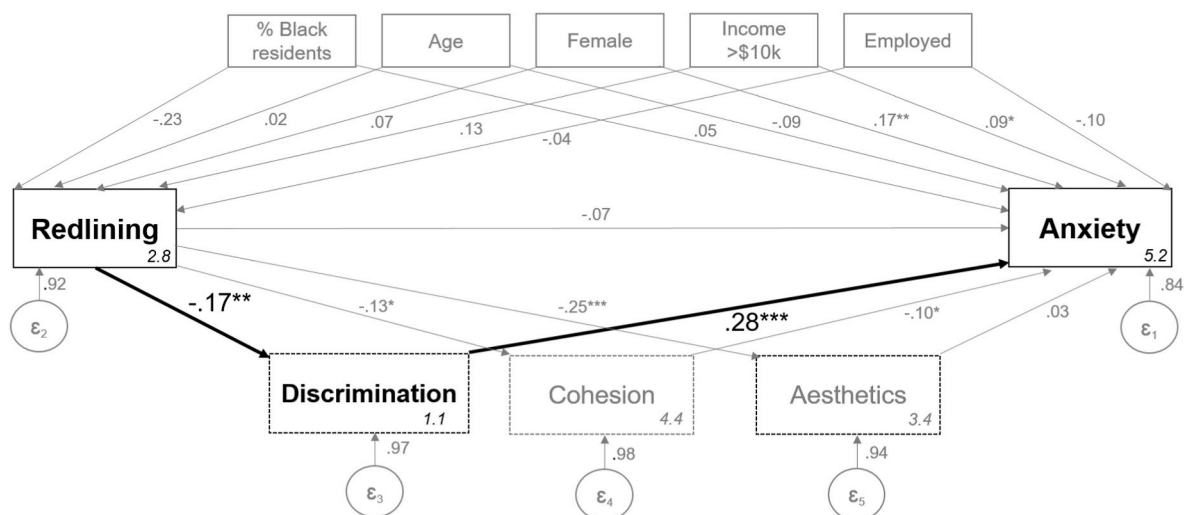 % Black
residents
Age
Female
Income
>$10k
Employed
-.23
.02
.07
.13
-.04
.05
-.09
.17**
.09*
-.10
Redlining
2.8
-.07
Anxiety
5.2
.92
ε2
-.17**
-.13*
-.25***
.28***
-.10*
.03
.84
ε1
Discrimination
1.1
Cohesion
4.4
Aesthetics
3.4
.97
ε3
.98
ε4
.94
ε5